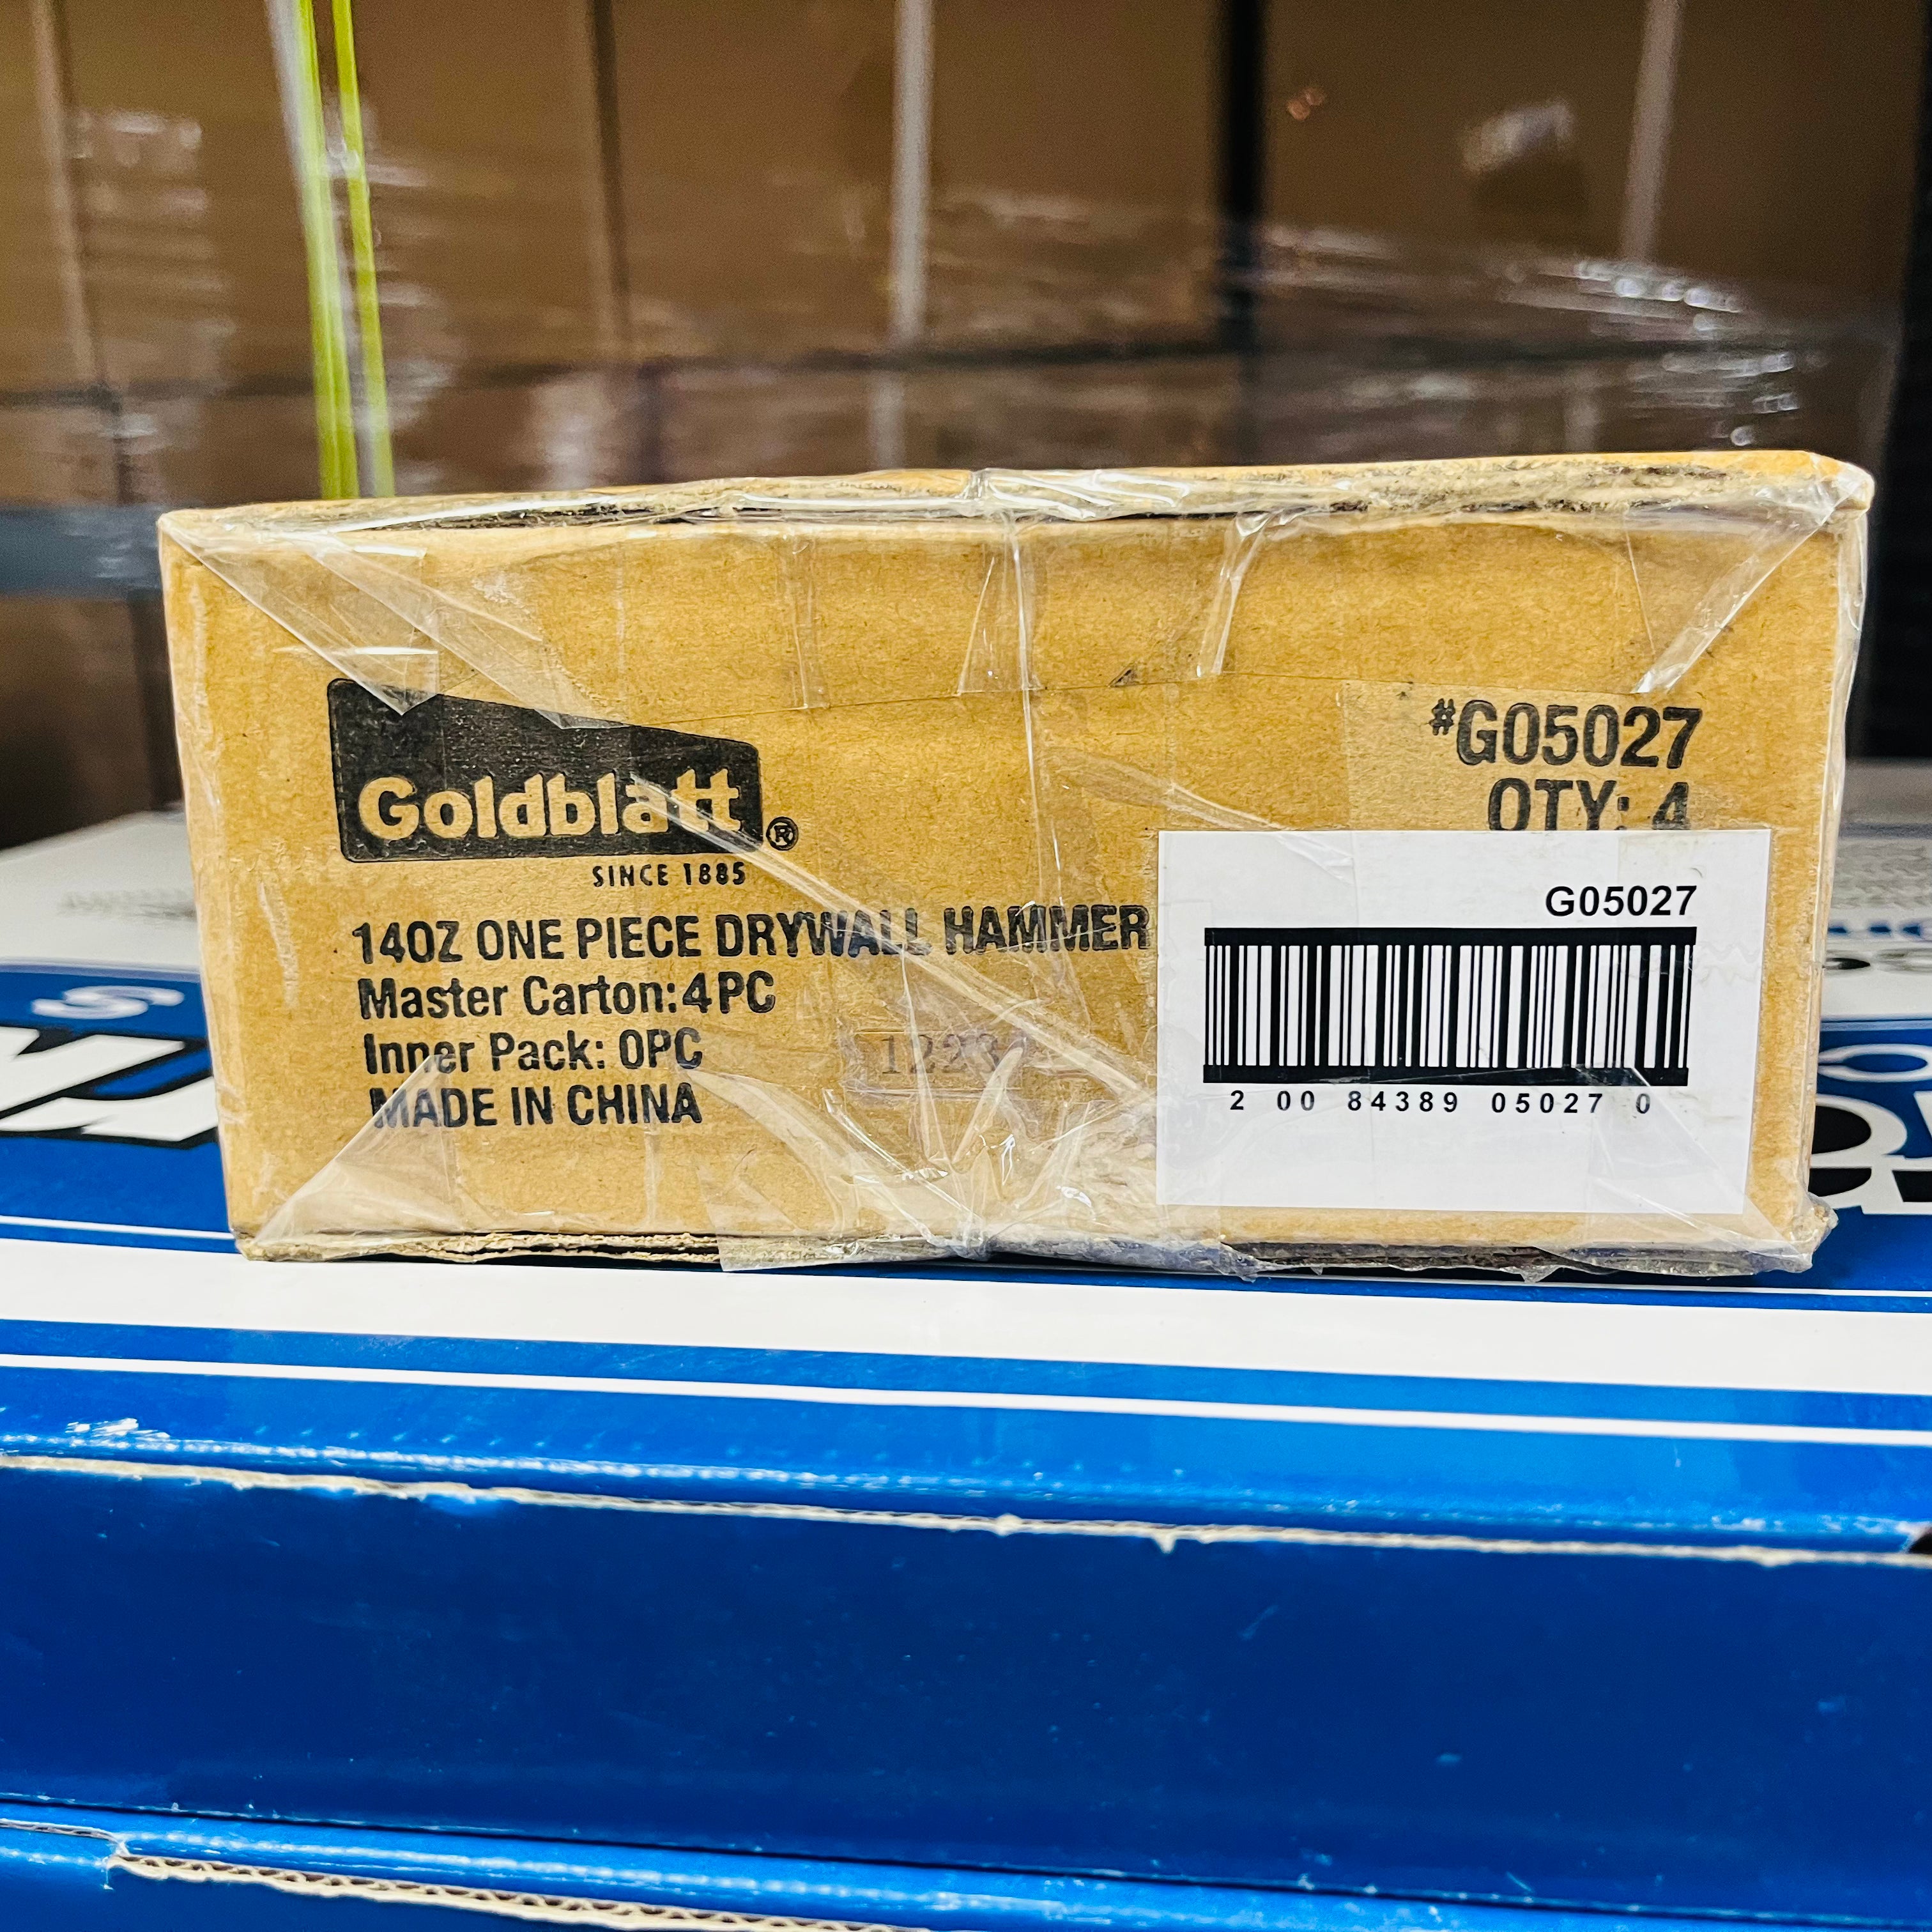 #G05027
QTY: 4
Goldblatt®
SINCE 1885
14OZ ONE PIECE DRYWALL HAMMER
Master Carton:4PC
Inner Pack: 0PC
MADE IN CHINA
1223
G05027
2 00 84389 05027 0